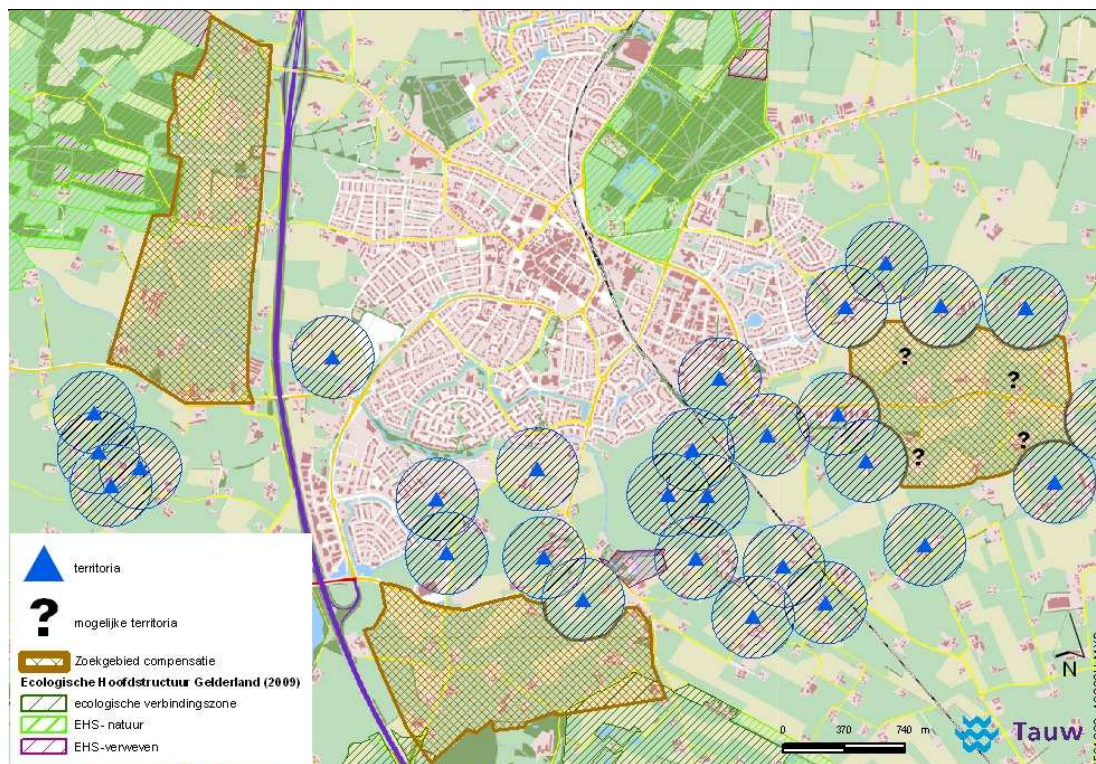 ?
?
?
?
territoria
? mogelijke territoria
Zoekgebied compensatie
Ecologische Hoofdstructuur Gelderland (2009)
ecologische verbindingszone
EHS- natuur
EHS-verweven
N
0 370 740 m
Tauw